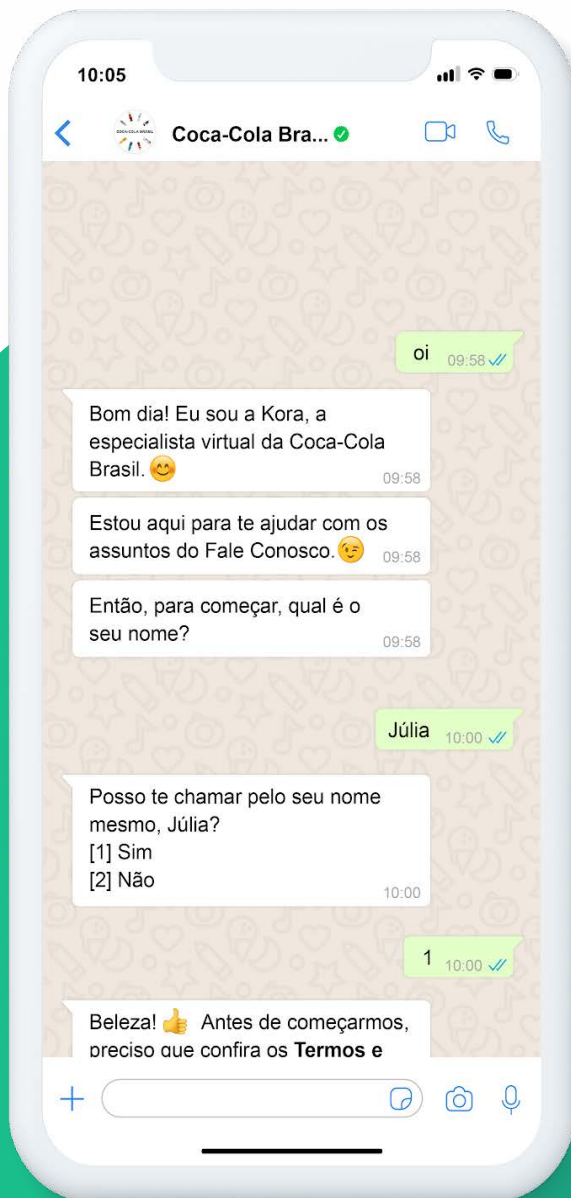 10:05
COCA-COLA BRASIL
Coca-Cola Bra...
oi 09:58
Bom dia! Eu sou a Kora, a
especialista virtual da Coca-Cola
Brasil. 😊 09:58
Estou aqui para te ajudar com os
assuntos do Fale Conosco. 😉 09:58
Então, para começar, qual é o
seu nome? 09:58
Júlia 10:00
Posso te chamar pelo seu nome
mesmo, Júlia?
[1] Sim
[2] Não 10:00
1 10:00
Beleza! 👍 Antes de começarmos,
preciso que confira os Termos e